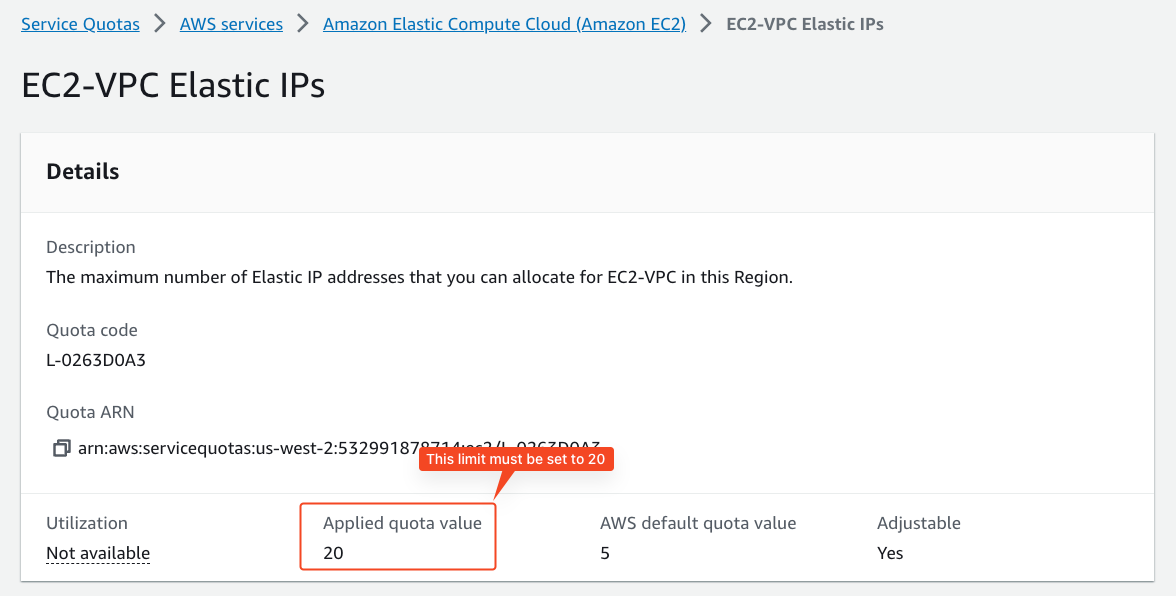 Service Quotas > AWS services > Amazon Elastic Compute Cloud (Amazon EC2) > EC2-VPC Elastic IPs
EC2-VPC Elastic IPs
Details
Description
The maximum number of Elastic IP addresses that you can allocate for EC2-VPC in this Region.
Quota code
L-0263D0A3
Quota ARN
arn:aws:servicequotas:us-west-2:532991878714:ec2/L-0263D0A3
This limit must be set to 20
Utilization Applied quota value AWS default quota value Adjustable
Not available 20 5 Yes